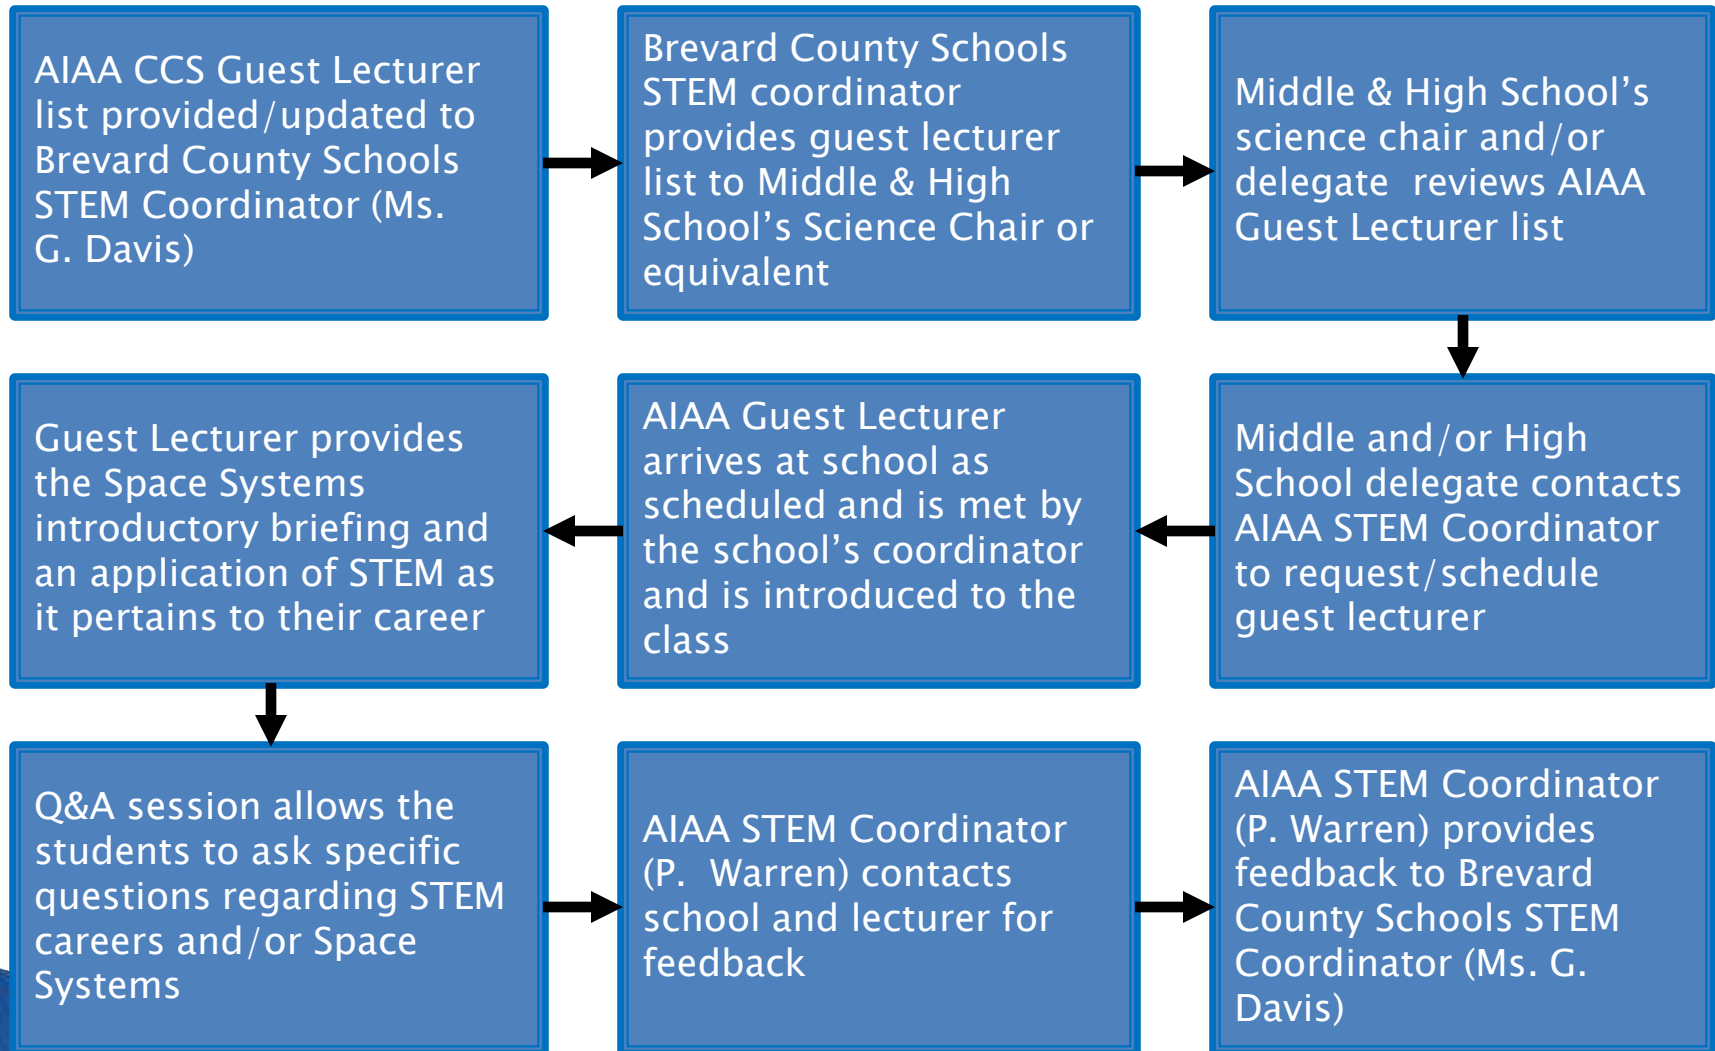 AIAA CCS Guest Lecturer
list provided/updated to
Brevard County Schools
STEM Coordinator (Ms.
G. Davis)
Brevard County Schools
STEM coordinator
provides guest lecturer
list to Middle & High
School’s Science Chair or
equivalent
Middle & High School’s
science chair and/or
delegate reviews AIAA
Guest Lecturer list
Middle and/or High
School delegate contacts
AIAA STEM Coordinator
to request/schedule
guest lecturer
AIAA Guest Lecturer
arrives at school as
scheduled and is met by
the school’s coordinator
and is introduced to the
class
Guest Lecturer provides
the Space Systems
introductory briefing and
an application of STEM as
it pertains to their career
Q&A session allows the
students to ask specific
questions regarding STEM
careers and/or Space
Systems
AIAA STEM Coordinator
(P. Warren) contacts
school and lecturer for
feedback
AIAA STEM Coordinator
(P. Warren) provides
feedback to Brevard
County Schools STEM
Coordinator (Ms. G.
Davis)